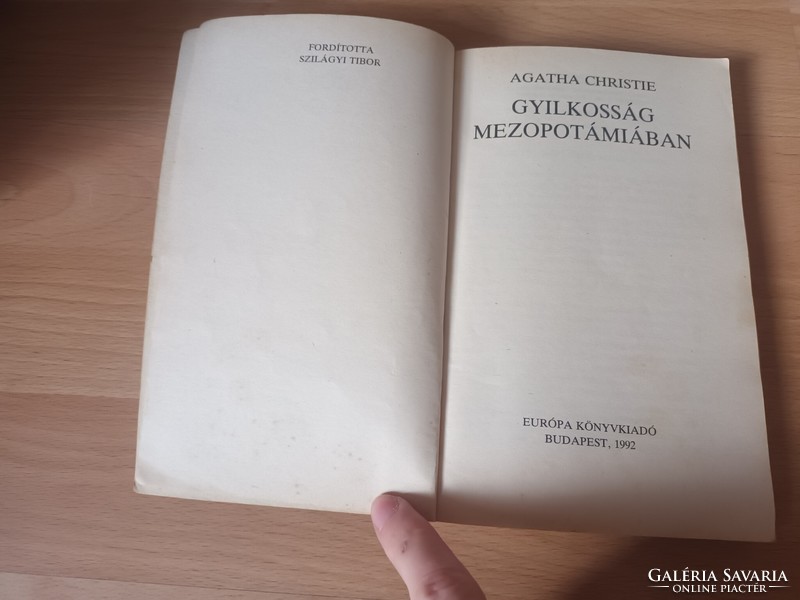 FORDÍTOTTA
SZILÁGYI TIBOR
AGATHA CHRISTIE
GYILKOSSÁG
MEZOPOTÁMIÁBAN
EURÓPA KÖNYVKIADÓ
BUDAPEST, 1992
GALÉRIA SAVARIA
ONLINE PIACTÉR